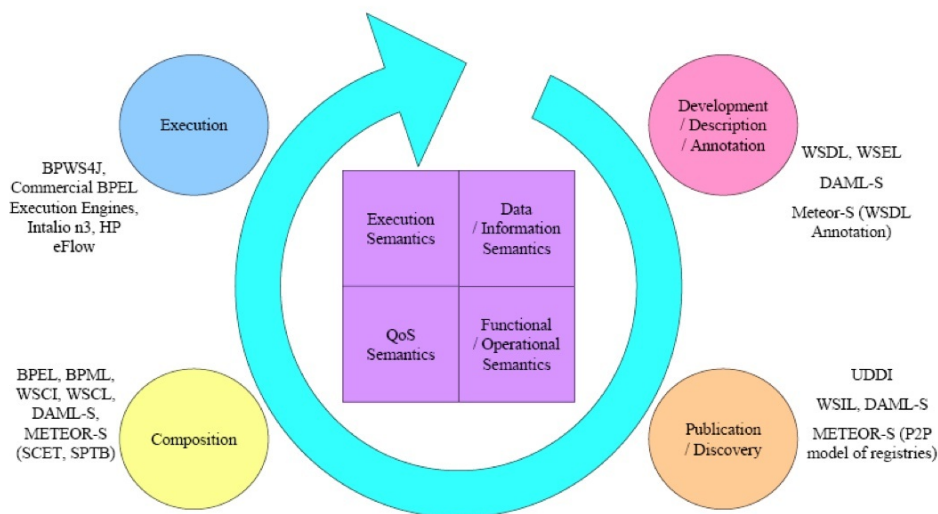 Execution
BPWS4J,
Commercial BPEL
Execution Engines,
Intalio n3, HP
eFlow
Development
/ Description
/ Annotation
WSDL, WSEL
DAML-S
Meteor-S (WSDL
Annotation)
Execution
Semantics
Data
/ Information
Semantics
QoS
Semantics
Functional
/ Operational
Semantics
BPEL, BPML,
WSCI, WSCL,
DAML-S,
METEOR-S
(SCET, SPTB)
Composition
Publication
/ Discovery
UDDI
WSIL, DAML-S
METEOR-S (P2P
model of registries)